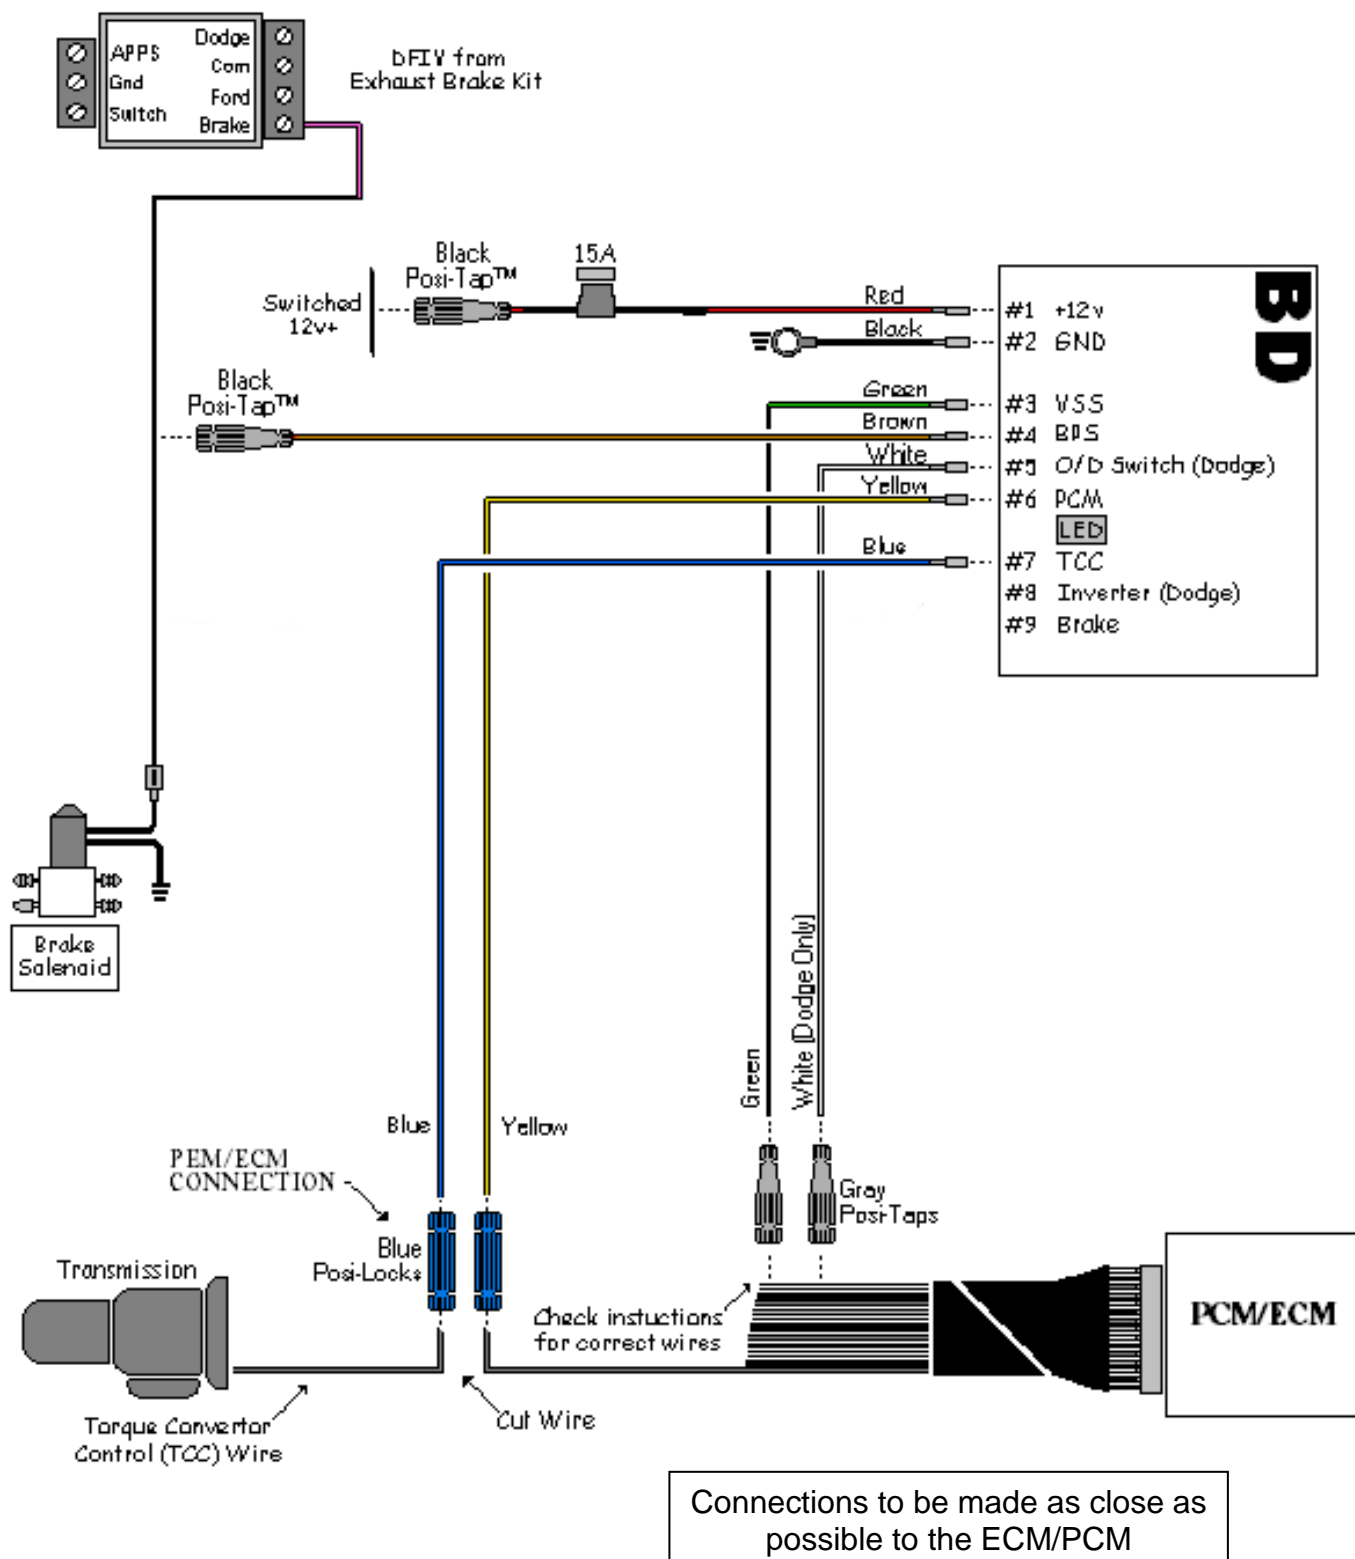 APPS
Gnd
Switch
Dodge
Com
Ford
Brake
DFIV from
Exhaust Brake Kit
Black
Posi-Tap™
15A
Switched
12v+
Red
Black
BD
#1 +12v
#2 GND
Black
Posi-Tap™
Green
Brown
White
Yellow
Blue
#3 VSS
#4 BPS
#5 O/D Switch (Dodge)
#6 PCM
LED
#7 TCC
#8 Inverter (Dodge)
#9 Brake
Brake
Salenaid
Green
White (Dodge Only)
Blue
Yellow
PEM/ECM
CONNECTION
Blue
Posi-Locks
Gray
Posi-Taps
Transmission
Check instuctions
for correct wires
PCM/ECM
Torque Convertor
Control (TCC) Wire
Cut Wire
Connections to be made as close as
possible to the ECM/PCM